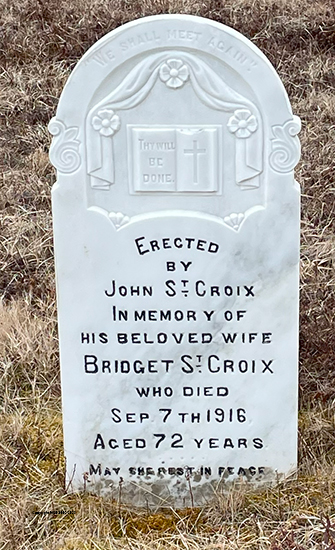 "WE SHALL MEET AGAIN"
THY WILL
BE
DONE.
ERECTED
BY
JOHN ST. CROIX
IN MEMORY OF
HIS BELOVED WIFE
BRIDGET ST. CROIX
WHO DIED
SEP. 7TH 1916
AGED 72 YEARS
MAY SHE REST IN PEACE